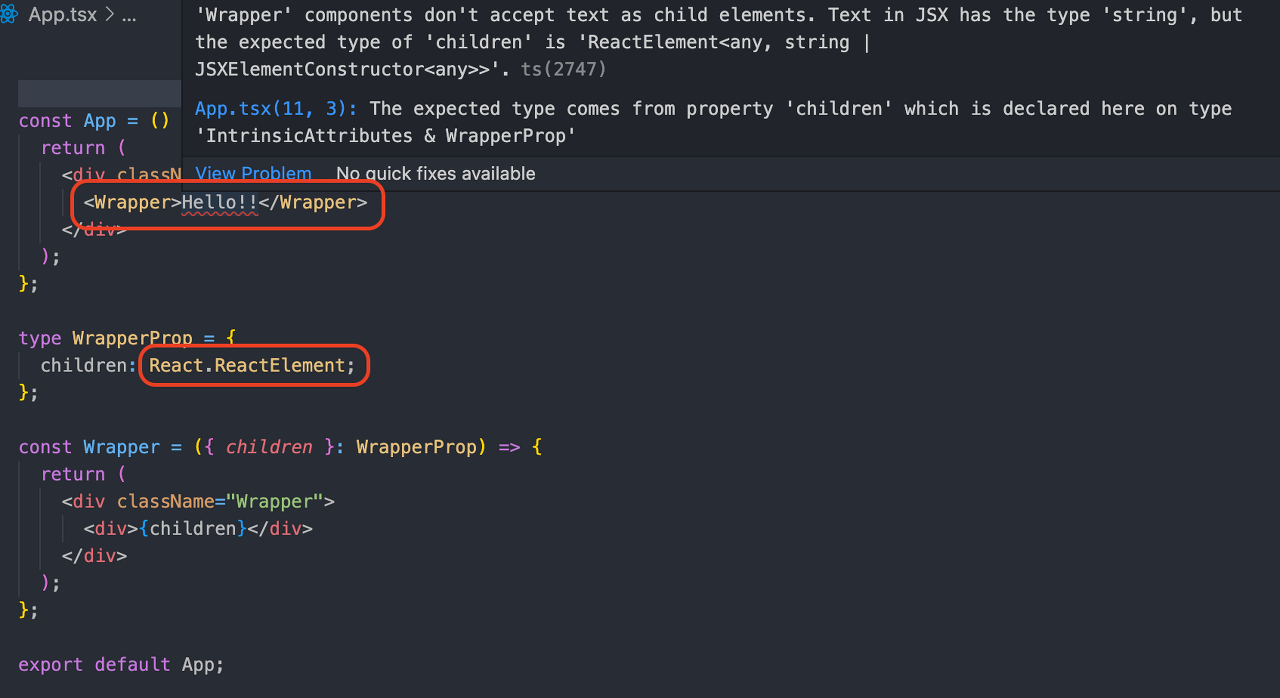 App.tsx > ...
'Wrapper' components don't accept text as child elements. Text in JSX has the type 'string', but
the expected type of 'children' is 'ReactElement<any, string |
JSXElementConstructor<any>>'. ts(2747)
App.tsx(11, 3): The expected type comes from property 'children' which is declared here on type
'IntrinsicAttributes & WrapperProp'
View Problem No quick fixes available
const App = ()
return (
<div classN
<Wrapper>Hello!!</Wrapper>
</div>
);
};
type WrapperProp = {
children: React.ReactElement;
};
const Wrapper = ({ children }: WrapperProp) => {
return (
<div className="Wrapper">
<div>{children}</div>
</div>
);
};
export default App;